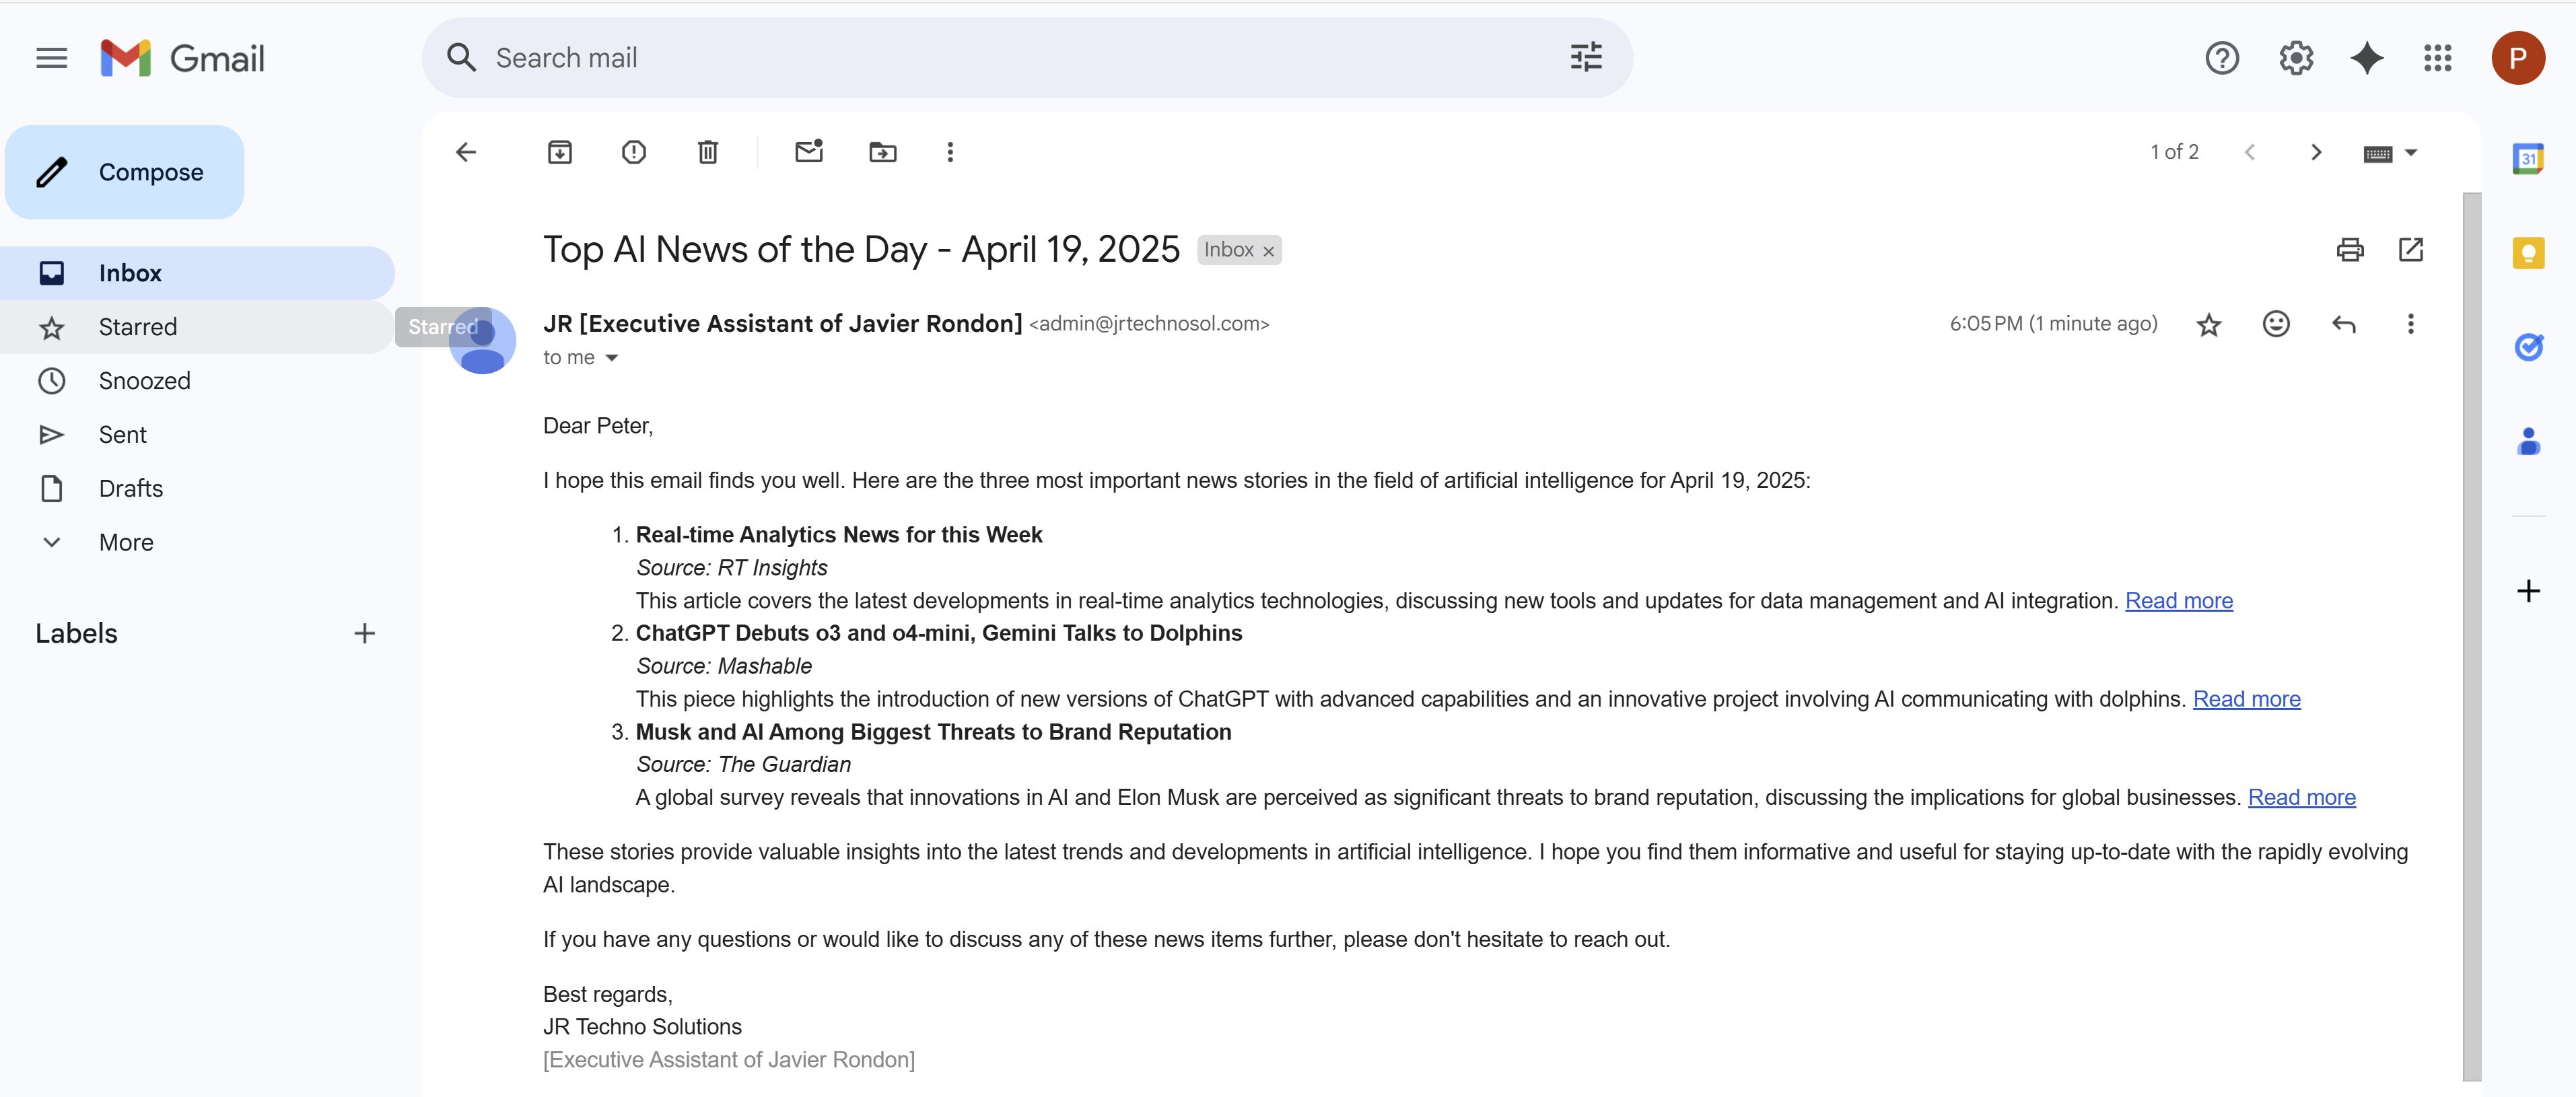 Gmail
Search mail
P
Compose
1 of 2
31
Inbox
Starred
Snoozed
Sent
Drafts
More
Labels
Top AI News of the Day - April 19, 2025 Inbox ×
Starred
JR [Executive Assistant of Javier Rondon] <admin@jrtechnosol.com> 6:05 PM (1 minute ago)
to me
Dear Peter,
I hope this email finds you well. Here are the three most important news stories in the field of artificial intelligence for April 19, 2025:
1. Real-time Analytics News for this Week
Source: RT Insights
This article covers the latest developments in real-time analytics technologies, discussing new tools and updates for data management and AI integration. Read more
2. ChatGPT Debuts o3 and o4-mini, Gemini Talks to Dolphins
Source: Mashable
This piece highlights the introduction of new versions of ChatGPT with advanced capabilities and an innovative project involving AI communicating with dolphins. Read more
3. Musk and AI Among Biggest Threats to Brand Reputation
Source: The Guardian
A global survey reveals that innovations in AI and Elon Musk are perceived as significant threats to brand reputation, discussing the implications for global businesses. Read more
These stories provide valuable insights into the latest trends and developments in artificial intelligence. I hope you find them informative and useful for staying up-to-date with the rapidly evolving
AI landscape.
If you have any questions or would like to discuss any of these news items further, please don't hesitate to reach out.
Best regards,
JR Techno Solutions
[Executive Assistant of Javier Rondon]